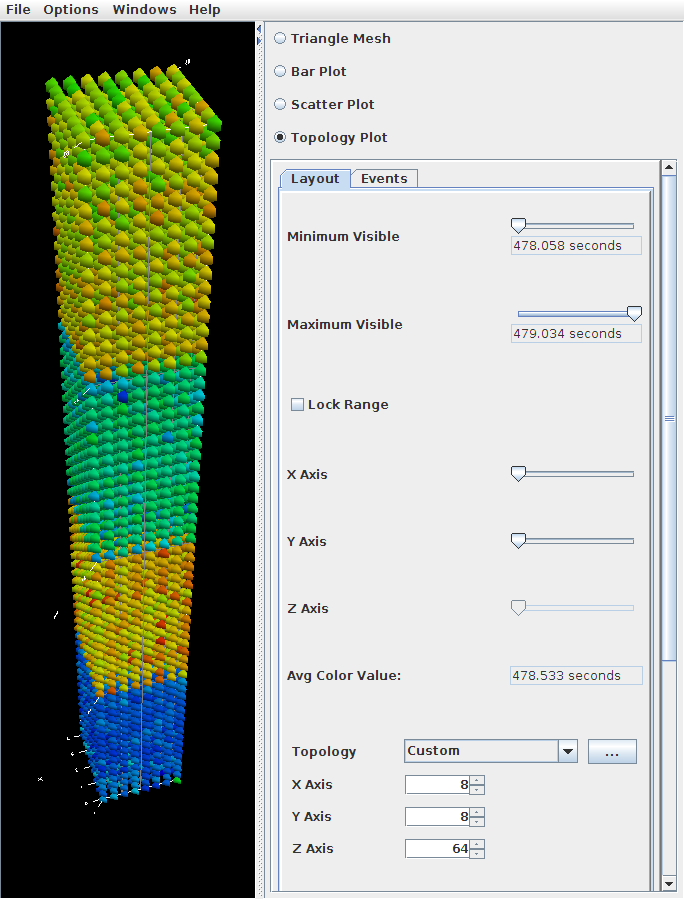 File Options Windows Help
Triangle Mesh
Bar Plot
Scatter Plot
Topology Plot
Layout Events
Minimum Visible
478.058 seconds
Maximum Visible
479.034 seconds
Lock Range
X Axis
Y Axis
Z Axis
Avg Color Value: 478.533 seconds
Topology Custom ...
X Axis 8
Y Axis 8
Z Axis 64